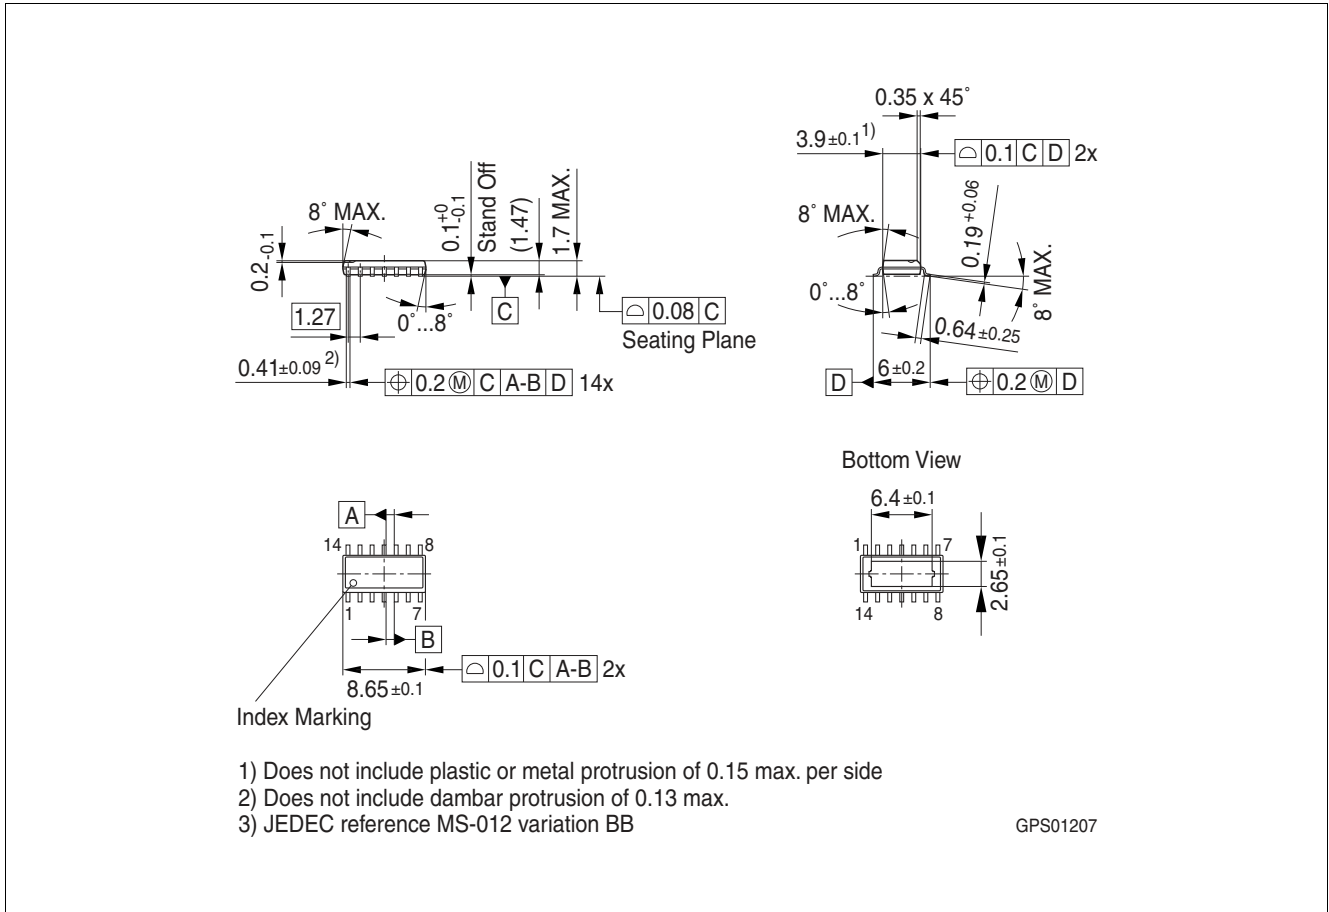 0.35 x 45°
3.9 ±0.1 1)
⌓ 0.1 C D 2x
8° MAX.
0.2 -0.1
0.1 +0 -0.1
Stand Off
(1.47)
1.7 MAX.
1.27
0°...8°
C
⌓ 0.08 C
Seating Plane
0.41 ±0.09 2)
⌖ 0.2 Ⓜ C A-B D 14x
8° MAX.
0.19 +0.06
8° MAX.
0°...8°
0.64 ±0.25
D
6 ±0.2
⌖ 0.2 Ⓜ D
A
14
8
1
7
B
⌓ 0.1 C A-B 2x
8.65 ±0.1
Index Marking
Bottom View
6.4 ±0.1
1
7
2.65 ±0.1
14
8
1) Does not include plastic or metal protrusion of 0.15 max. per side
2) Does not include dambar protrusion of 0.13 max.
3) JEDEC reference MS-012 variation BB
GPS01207